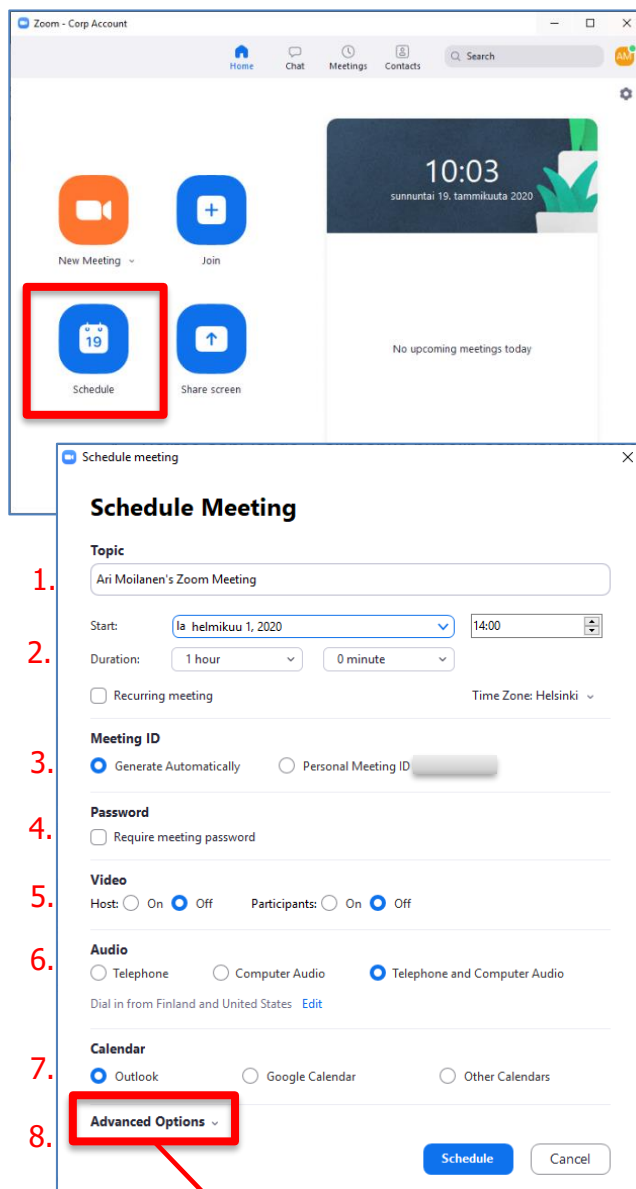 Zoom - Corp Account
Home Chat Meetings Contacts Search AM
10:03
sunnuntai 19. tammikuuta 2020
New Meeting Join
19
No upcoming meetings today
Schedule Share screen
Schedule meeting
Schedule Meeting
Topic
1. Ari Moilanen's Zoom Meeting
Start: la helmikuu 1, 2020 14:00
2. Duration: 1 hour 0 minute
Recurring meeting Time Zone: Helsinki
Meeting ID
3. Generate Automatically Personal Meeting ID
Password
4. Require meeting password
Video
5. Host: On Off Participants: On Off
Audio
6. Telephone Computer Audio Telephone and Computer Audio
Dial in from Finland and United States Edit
Calendar
7. Outlook Google Calendar Other Calendars
8. Advanced Options
Schedule Cancel